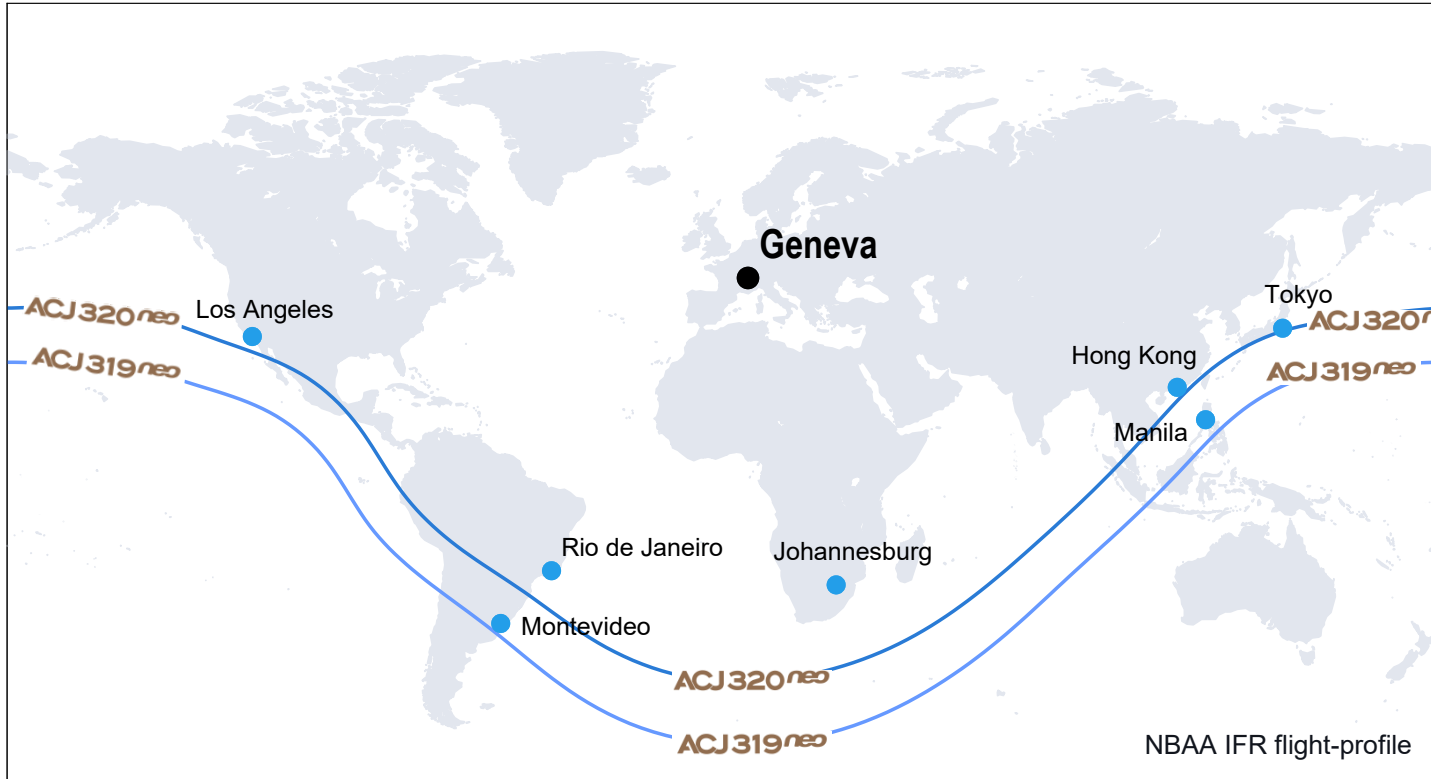 Geneva
Los Angeles
Tokyo
ACJ320neo
ACJ320n
Hong Kong
ACJ319neo
ACJ319neo
Manila
Rio de Janeiro
Johannesburg
Montevideo
ACJ320neo
ACJ319neo
NBAA IFR flight-profile